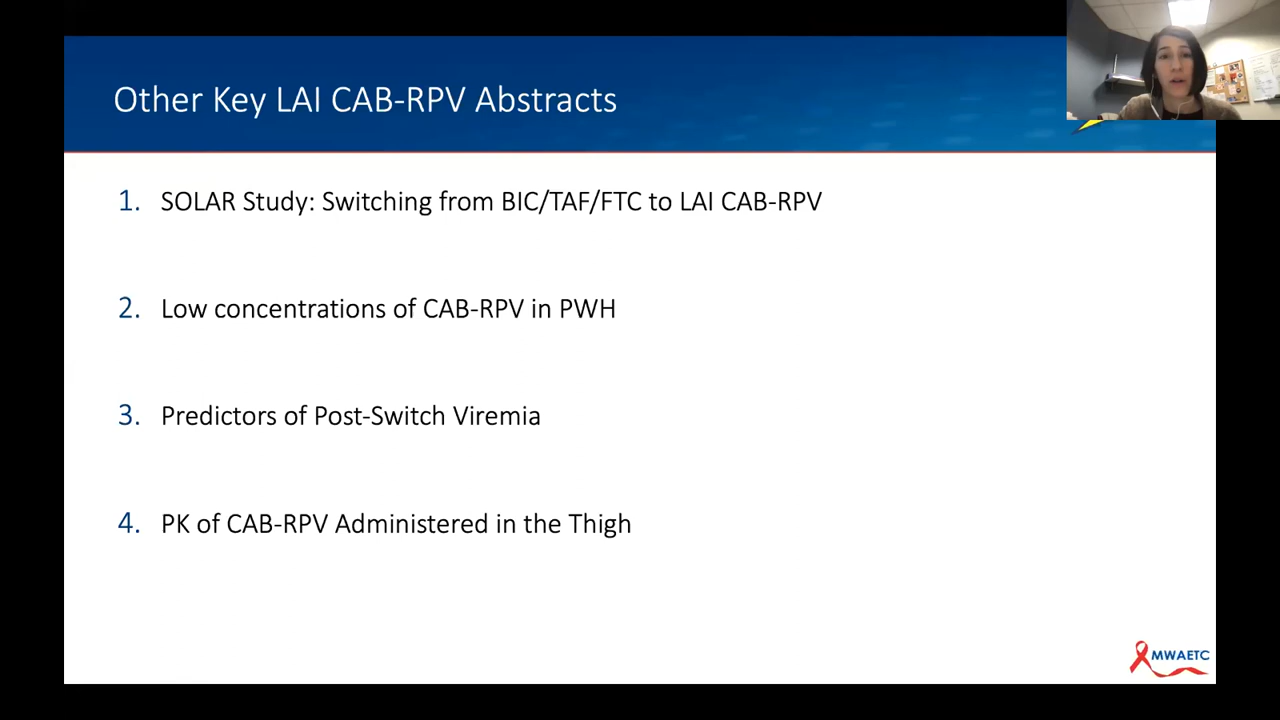 Other Key LAI CAB-RPV Abstracts
1. SOLAR Study: Switching from BIC/TAF/FTC to LAI CAB-RPV
2. Low concentrations of CAB-RPV in PWH
3. Predictors of Post-Switch Viremia
4. PK of CAB-RPV Administered in the Thigh
MWAETC